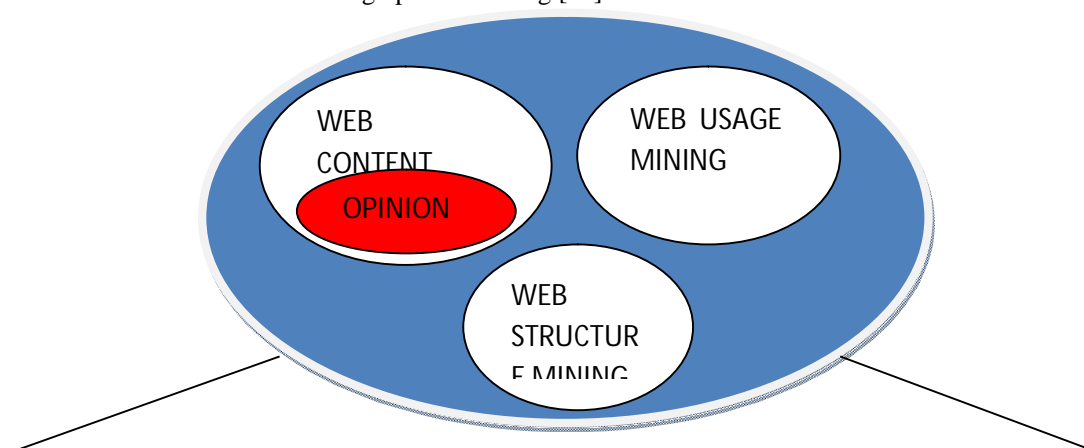 WEB
CONTENT
OPINION
WEB USAGE
MINING
WEB
STRUCTUR
E MINING